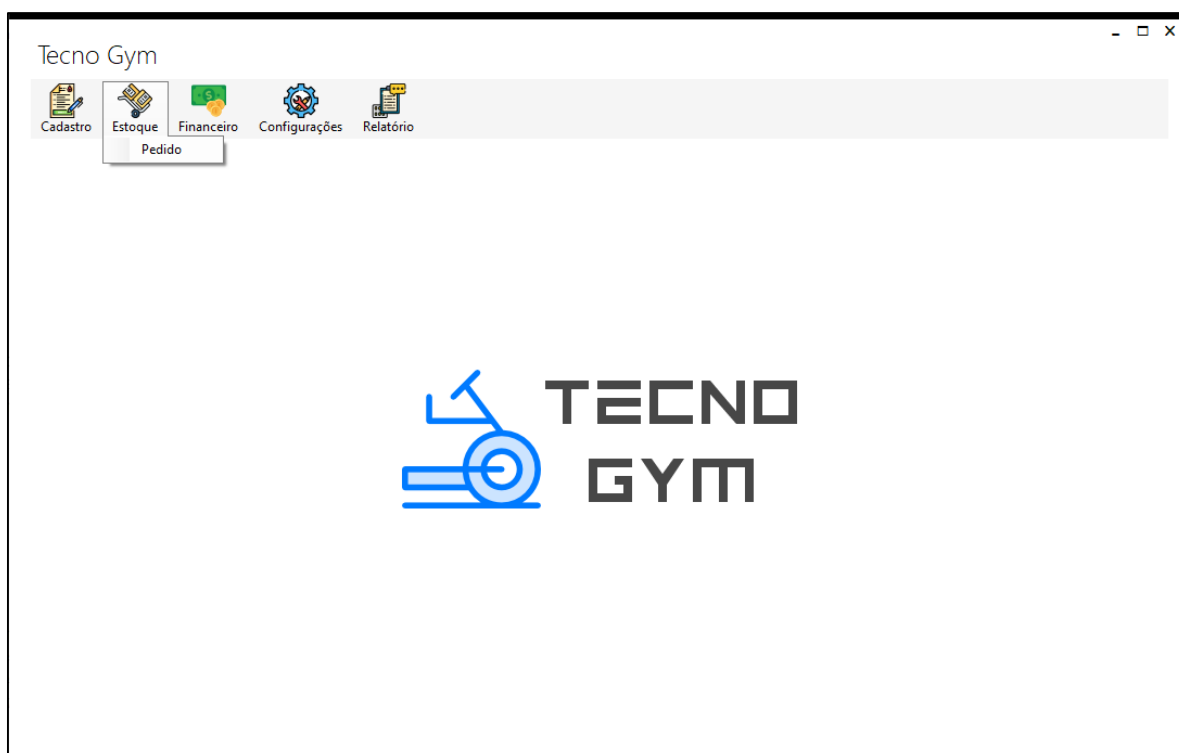 Tecno Gym
Cadastro Estoque Financeiro Configurações Relatório
Pedido
TECNO
GYM